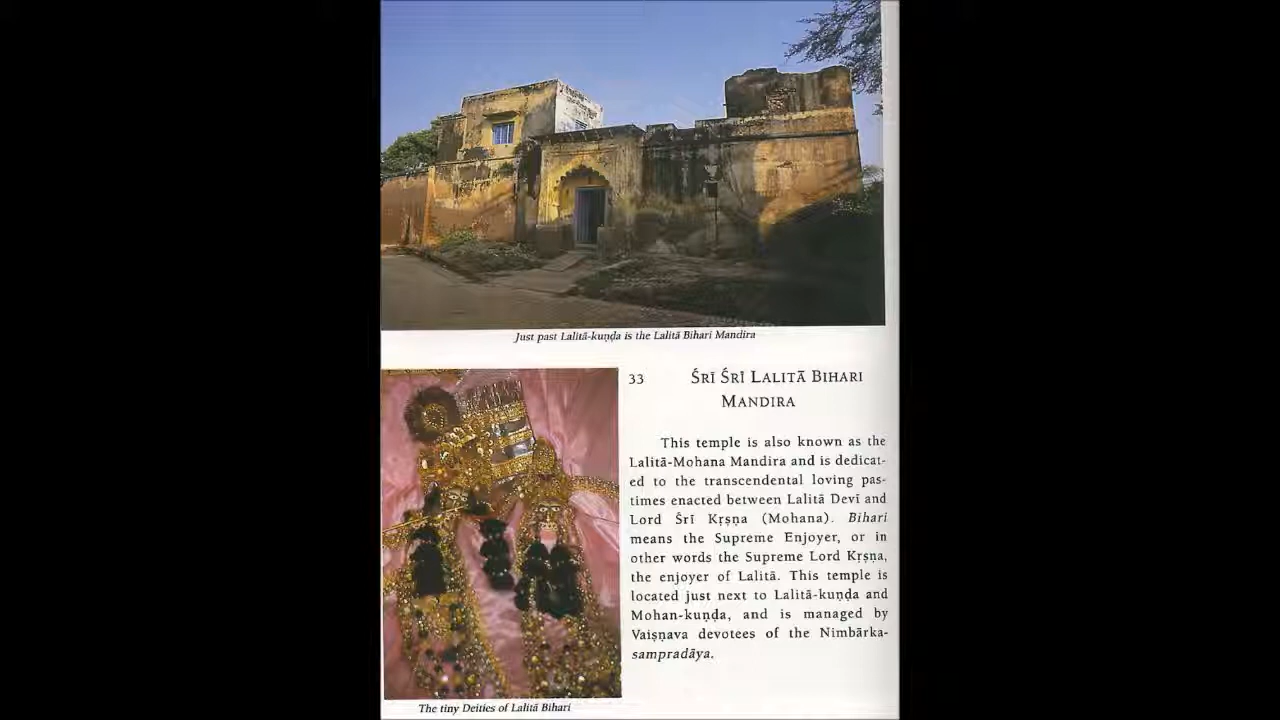 Just past Lalitā-kuṇḍa is the Lalitā Bihari Mandira
33 ŚRĪ ŚRĪ LALITĀ BIHARI
MANDIRA
This temple is also known as the
Lalitā-Mohana Mandira and is dedicat-
ed to the transcendental loving pas-
times enacted between Lalitā Devī and
Lord Śrī Kṛṣṇa (Mohana). Bihari
means the Supreme Enjoyer, or in
other words the Supreme Lord Kṛṣṇa,
the enjoyer of Lalitā. This temple is
located just next to Lalitā-kuṇḍa and
Mohan-kuṇḍa, and is managed by
Vaiṣṇava devotees of the Nimbārka-
sampradāya.
The tiny Deities of Lalitā Bihari